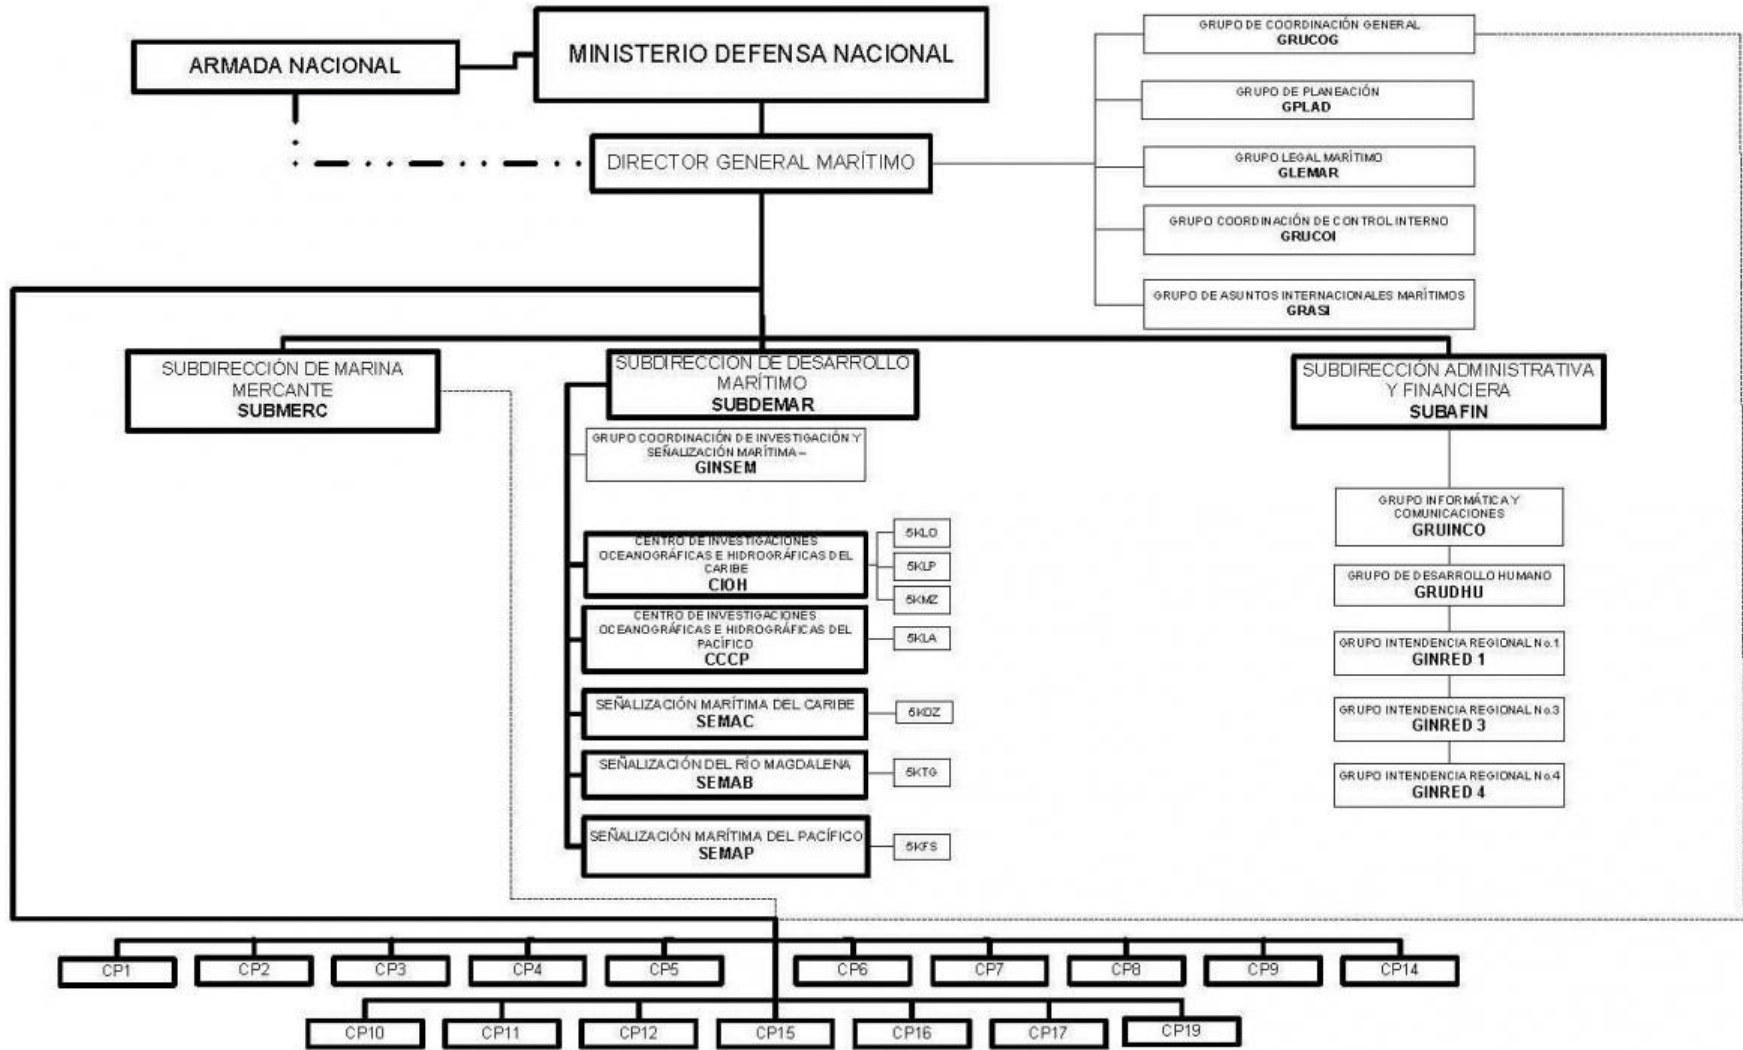 ARMADA NACIONAL
MINISTERIO DEFENSA NACIONAL
DIRECTOR GENERAL MARÍTIMO
GRUPO DE COORDINACIÓN GENERAL
GRUCOG
GRUPO DE PLANEACIÓN
GPLAD
GRUPO LEGAL MARÍTIMO
GLEMAR
GRUPO COORDINACIÓN DE CONTROL INTERNO
GRUCOI
GRUPO DE ASUNTOS INTERNACIONALES MARÍTIMOS
GRASI
SUBDIRECCIÓN DE MARINA
MERCANTE
SUBMERC
SUBDIRECCION DE DESARROLLO
MARÍTIMO
SUBDEMAR
SUBDIRECCIÓN ADMINISTRATIVA
Y FINANCIERA
SUBAFIN
GRUPO COORDINACIÓN DE INVESTIGACIÓN Y
SEÑALIZACIÓN MARÍTIMA –
GINSEM
CENTRO DE INVESTIGACIONES
OCEANOGRÁFICAS E HIDROGRÁFICAS DEL
CARIBE
CIOH
5KLO
5KLP
5KMZ
CENTRO DE INVESTIGACIONES
OCEANOGRÁFICAS E HIDROGRÁFICAS DEL
PACÍFICO
CCCP
5KLA
SEÑALIZACIÓN MARÍTIMA DEL CARIBE
SEMAC
5KDZ
SEÑALIZACIÓN DEL RÍO MAGDALENA
SEMAB
5KTG
SEÑALIZACIÓN MARÍTIMA DEL PACÍFICO
SEMAP
5KFS
GRUPO INFORMÁTICA Y
COMUNICACIONES
GRUINCO
GRUPO DE DESARROLLO HUMANO
GRUDHU
GRUPO INTENDENCIA REGIONAL No.1
GINRED 1
GRUPO INTENDENCIA REGIONAL No.3
GINRED 3
GRUPO INTENDENCIA REGIONAL No.4
GINRED 4
CP1
CP2
CP3
CP4
CP5
CP6
CP7
CP8
CP9
CP14
CP10
CP11
CP12
CP15
CP16
CP17
CP19